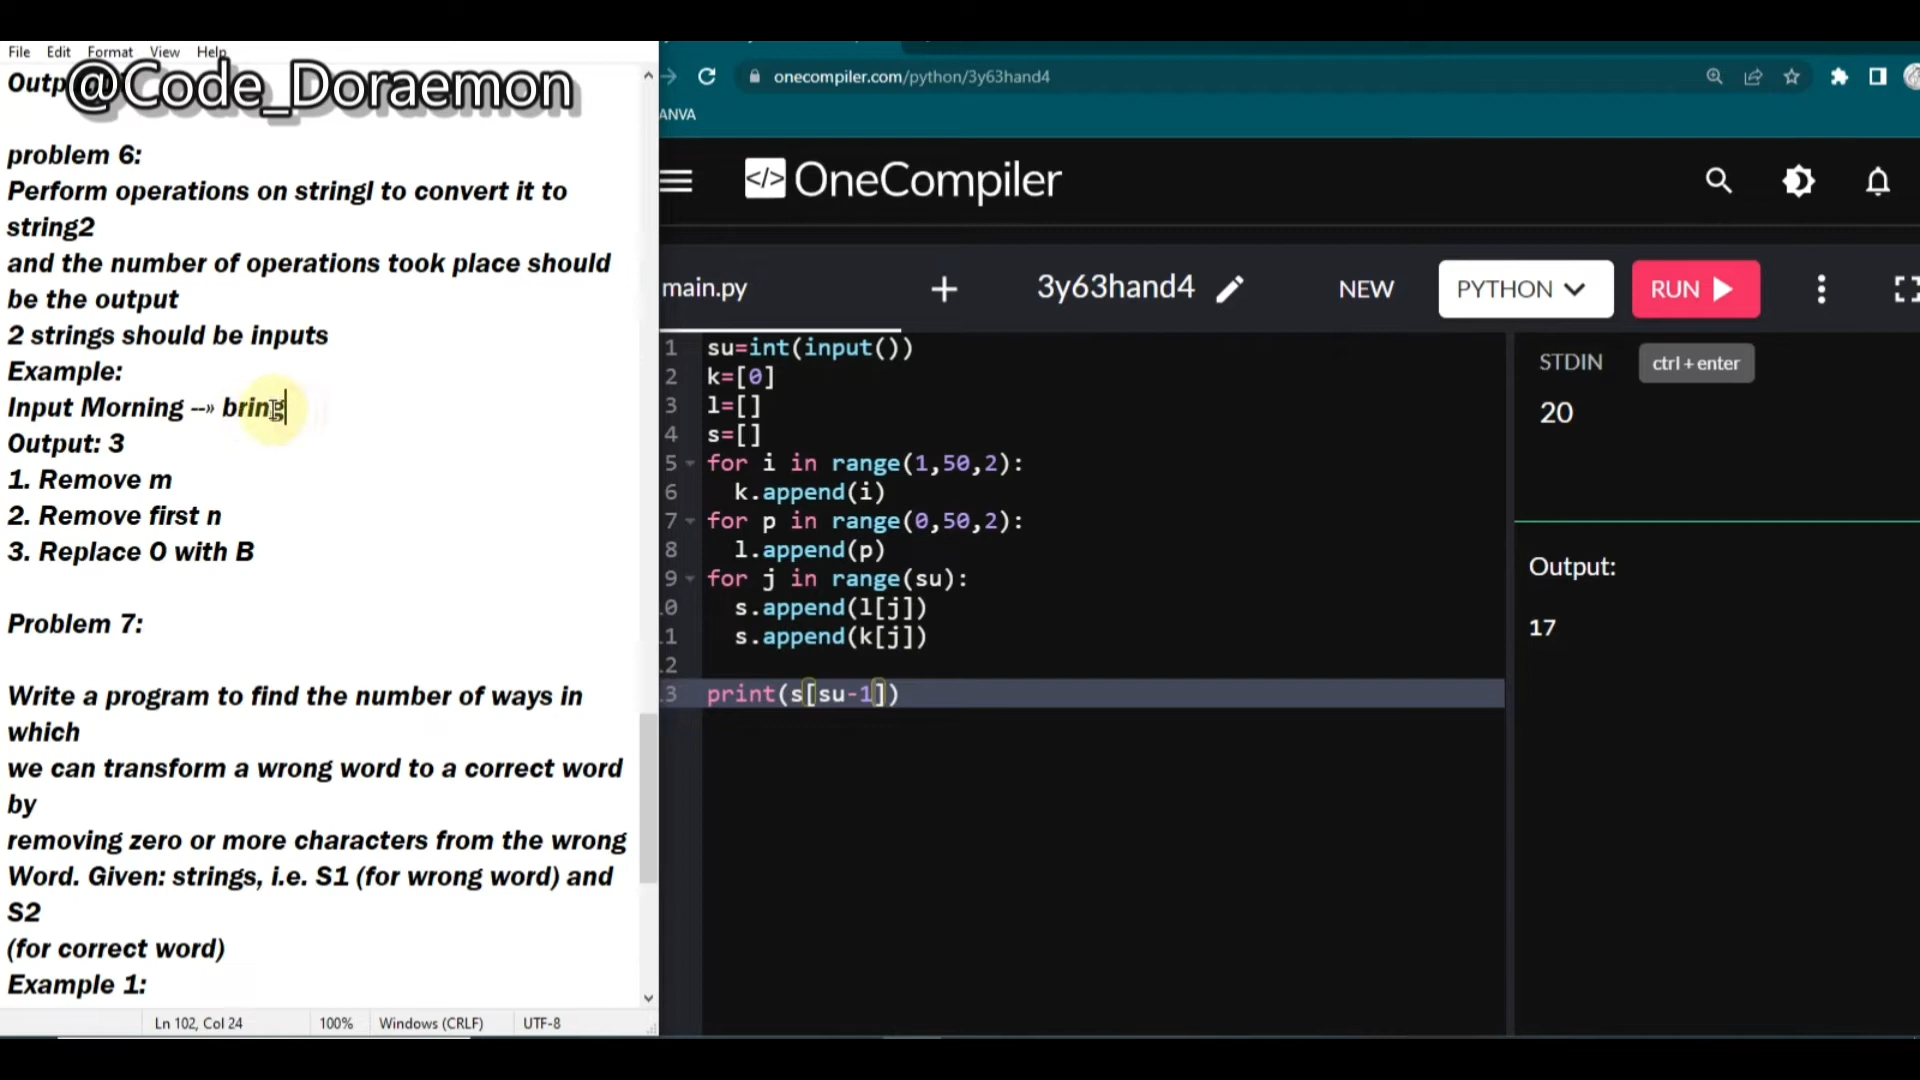 File Edit Format View Help
Outp
@Code_Doraemon
problem 6:
Perform operations on stringl to convert it to
string2
and the number of operations took place should
be the output
2 strings should be inputs
Example:
Input Morning --» bring
Output: 3
1. Remove m
2. Remove first n
3. Replace O with B
Problem 7:
Write a program to find the number of ways in
which
we can transform a wrong word to a correct word
by
removing zero or more characters from the wrong
Word. Given: strings, i.e. S1 (for wrong word) and
S2
(for correct word)
Example 1:
Ln 102, Col 24 100% Windows (CRLF) UTF-8
onecompiler.com/python/3y63hand4
ANVA
</> OneCompiler
main.py + 3y63hand4 NEW PYTHON RUN
1 su=int(input())
2 k=[0]
3 l=[]
4 s=[]
5 for i in range(1,50,2):
6 k.append(i)
7 for p in range(0,50,2):
8 l.append(p)
9 for j in range(su):
.0 s.append(l[j])
.1 s.append(k[j])
.2
.3 print(s[su-1])
STDIN ctrl+enter
20
Output:
17